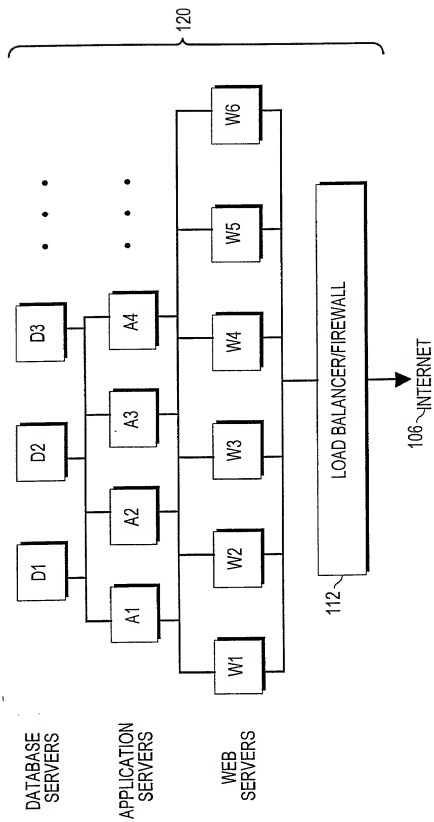 120
DATABASE
SERVERS
D1 D2 D3
APPLICATION
SERVERS
A1 A2 A3 A4
WEB
SERVERS
W1 W2 W3 W4 W5 W6
112
LOAD BALANCER/FIREWALL
106
INTERNET